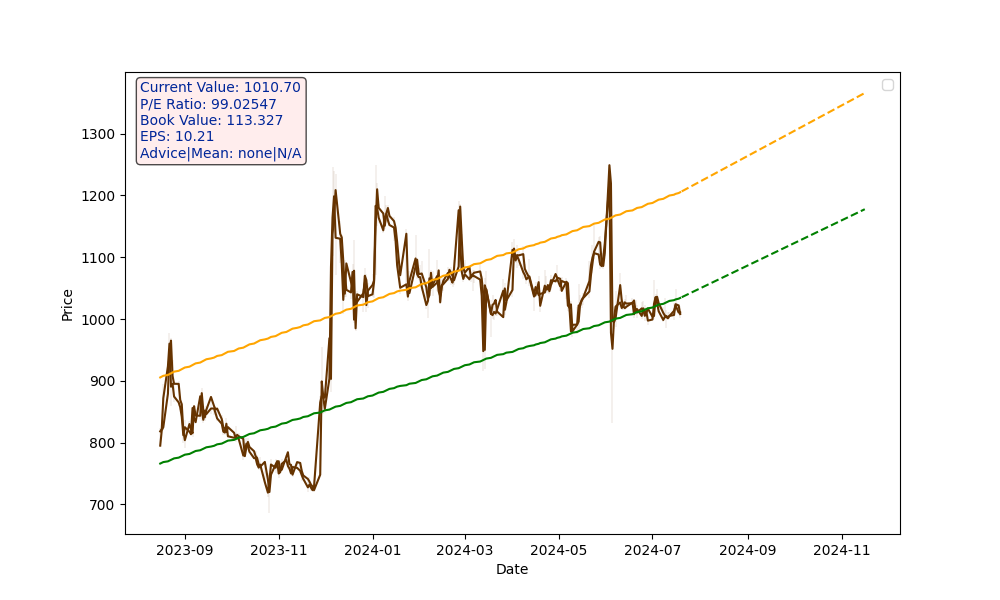 Current Value: 1010.70
P/E Ratio: 99.02547
Book Value: 113.327
EPS: 10.21
Advice|Mean: none|N/A
1300
1200
1100
1000
900
800
700
Price
2023-09 2023-11 2024-01 2024-03 2024-05 2024-07 2024-09 2024-11
Date